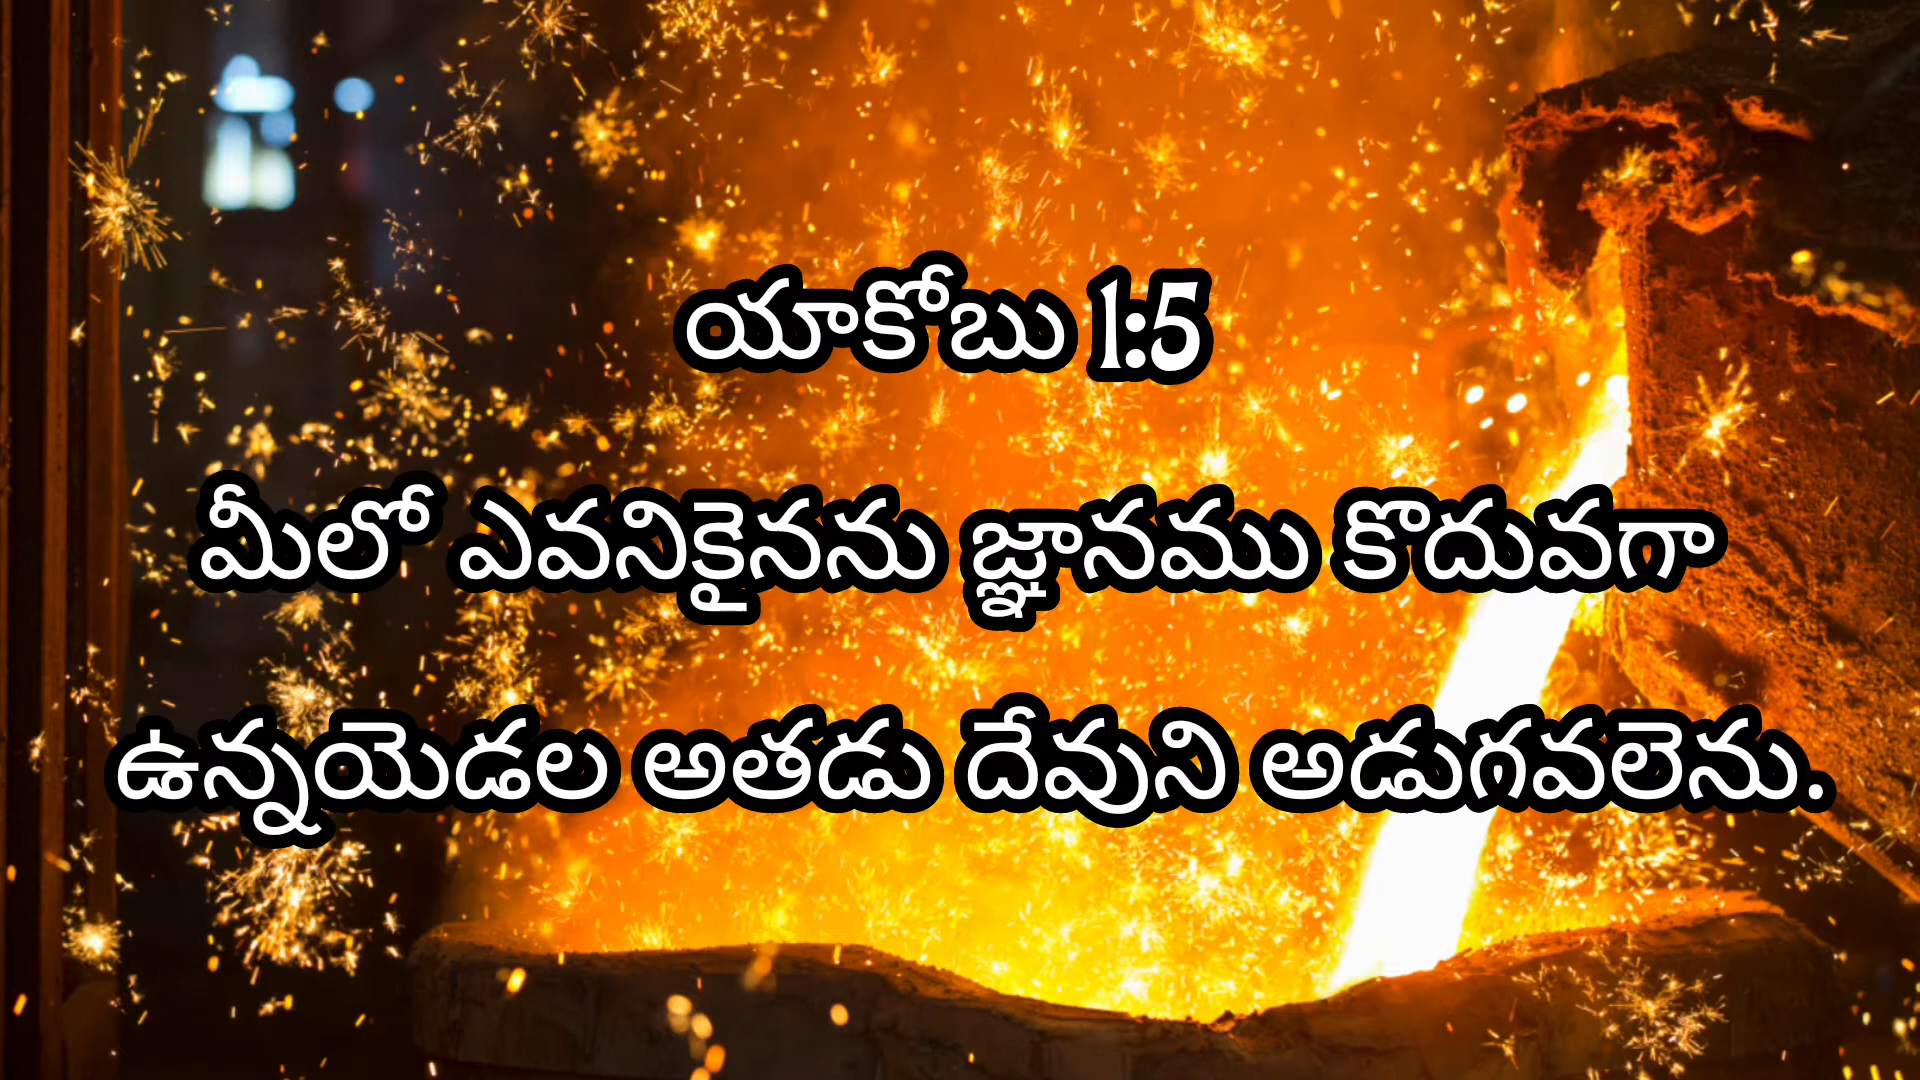 యాకోబు 1:5
మీలో ఎవనికైనను జ్ఞానము కొదువగా
ఉన్నయెడల అతడు దేవుని అడుగవలెను.